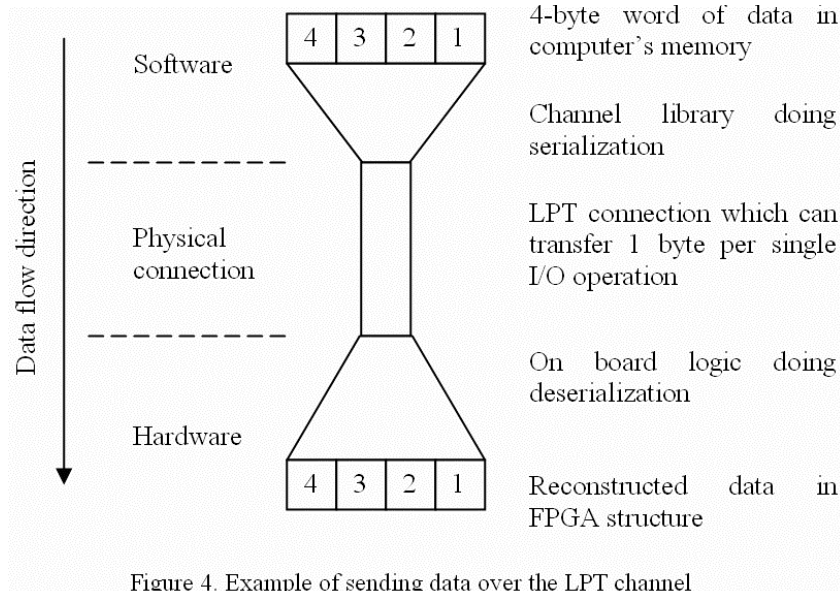 4 3 2 1
4-byte word of data in
computer's memory
Software
Channel library doing
serialization
Data flow direction
Physical
connection
LPT connection which can
transfer 1 byte per single
I/O operation
On board logic doing
deserialization
Hardware
4 3 2 1
Reconstructed data in
FPGA structure
Figure 4. Example of sending data over the LPT channel